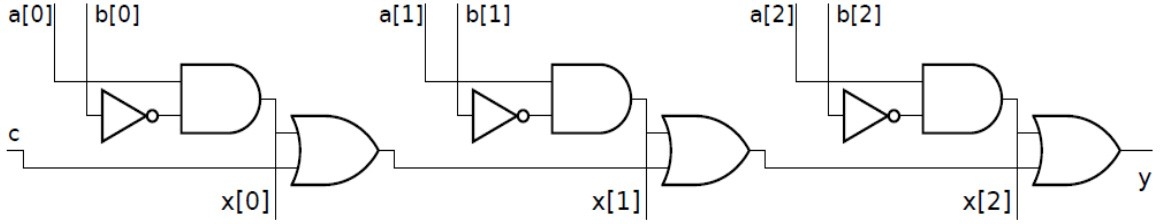 a[0] b[0] a[1] b[1] a[2] b[2]
c
x[0] x[1] x[2] y